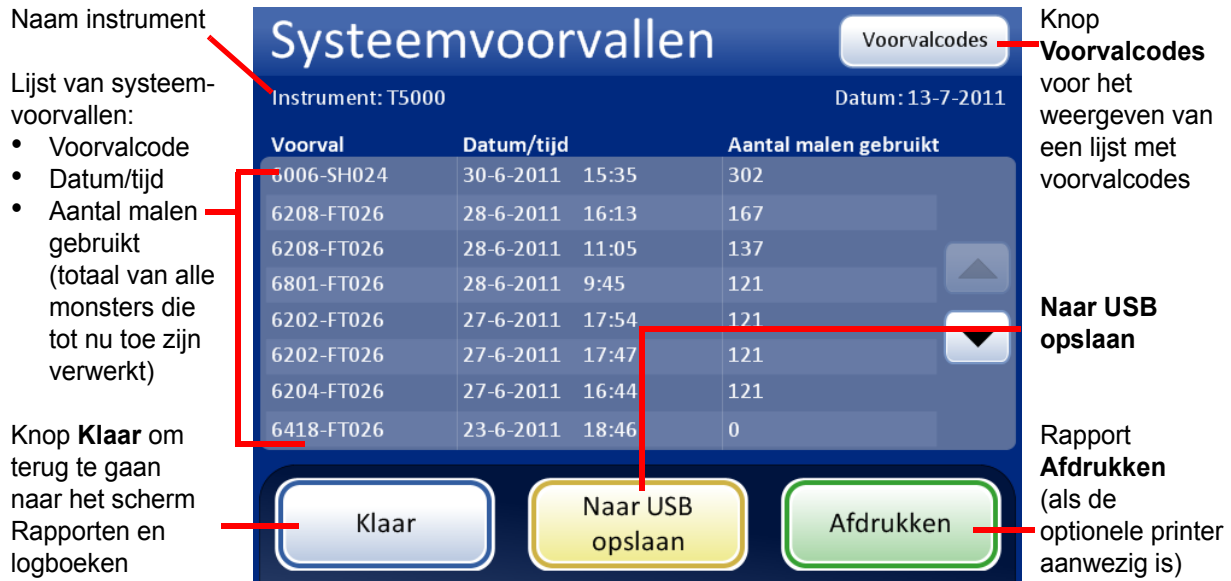 Naam instrument
Lijst van systeem-
voorvallen:
• Voorvalcode
• Datum/tijd
• Aantal malen
gebruikt
(totaal van alle
monsters die
tot nu toe zijn
verwerkt)
Knop Klaar om
terug te gaan
naar het scherm
Rapporten en
logboeken
Systeemvoorvallen
Voorvalcodes
Instrument: T5000
Datum: 13-7-2011
Voorval Datum/tijd Aantal malen gebruikt
6006-SH024 30-6-2011 15:35 302
6208-FT026 28-6-2011 16:13 167
6208-FT026 28-6-2011 11:05 137
6801-FT026 28-6-2011 9:45 121
6202-FT026 27-6-2011 17:54 121
6202-FT026 27-6-2011 17:47 121
6204-FT026 27-6-2011 16:44 121
6418-FT026 23-6-2011 18:46 0
Klaar
Naar USB
opslaan
Afdrukken
Knop
Voorvalcodes
voor het
weergeven van
een lijst met
voorvalcodes
Naar USB
opslaan
Rapport
Afdrukken
(als de
optionele printer
aanwezig is)